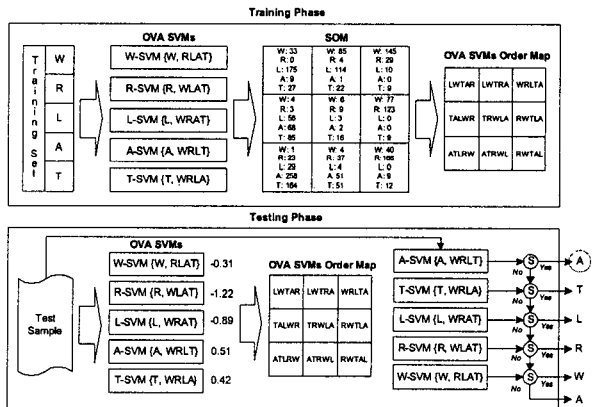 Training Phase
OVA SVMs
SOM
OVA SVMs Order Map
Training Set
W
R
L
A
T
W-SVM {W, RLAT}
R-SVM {R, WLAT}
L-SVM {L, WRAT}
A-SVM {A, WRLT}
T-SVM {T, WRLA}
W: 33
R: 0
L: 175
A: 9
T: 27
W: 85
R: 4
L: 114
A: 1
T: 22
W: 145
R: 29
L: 10
A: 0
T: 9
W: 4
R: 3
L: 56
A: 68
T: 85
W: 6
R: 9
L: 3
A: 2
T: 16
W: 77
R: 123
L: 0
A: 0
T: 9
W: 1
R: 23
L: 29
A: 258
T: 164
W: 4
R: 37
L: 4
A: 51
T: 51
W: 40
R: 166
L: 0
A: 9
T: 12
LWTAR LWTRA WRLTA
TALWR TRWLA RWTLA
ATLRW ATRWL RWTAL
Testing Phase
OVA SVMs
Test Sample
W-SVM {W, RLAT} -0.31
R-SVM {R, WLAT} -1.22
L-SVM {L, WRAT} -0.89
A-SVM {A, WRLT} 0.51
T-SVM {T, WRLA} 0.42
OVA SVMs Order Map
LWTAR LWTRA WRLTA
TALWR TRWLA RWTLA
ATLRW ATRWL RWTAL
A-SVM {A, WRLT} S A
No Yes
T-SVM {T, WRLA} S T
No Yes
L-SVM {L, WRAT} S L
No Yes
R-SVM {R, WLAT} S R
No Yes
W-SVM {W, RLAT} S W
No Yes
A